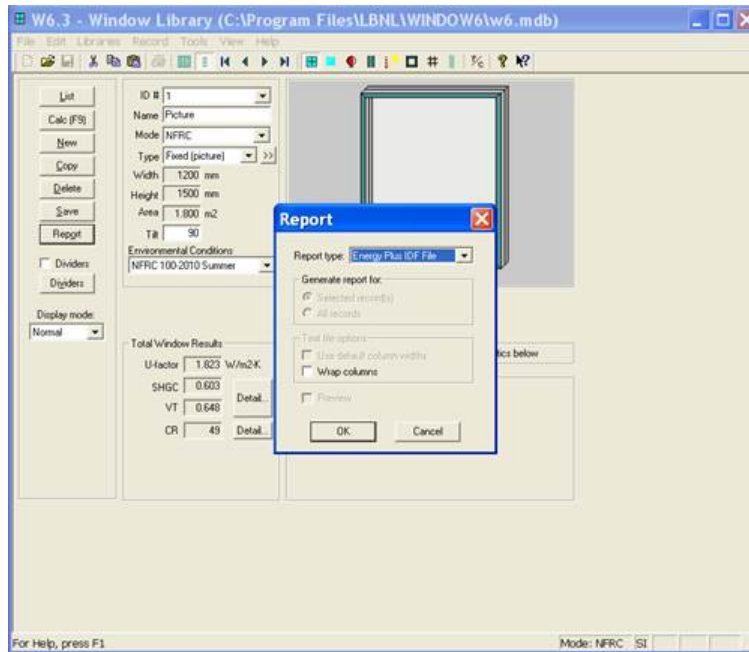 W6.3 - Window Library (C:\Program Files\LBNL\WINDOW6\w6.mdb)
File Edit Libraries Record Tools View Help
List
Calc (F9)
New
Copy
Delete
Save
Report
Dividers
Dividers
Display mode:
Normal
ID # 1
Name Picture
Mode NFRC
Type Fixed (picture) >>
Width 1200 mm
Height 1500 mm
Area 1.800 m2
Tilt 90
Environmental Conditions
NFRC 100-2010 Summer
Total Window Results
U-factor 1.823 W/m2-K
SHGC 0.603
VT 0.648
Detail...
CR 49 Detail...
tics below
Report
Report type: Energy Plus IDF File
Generate report for:
Selected record(s)
All records
Text file options
Use default column widths
Wrap columns
Preview
OK Cancel
For Help, press F1 Mode: NFRC SI